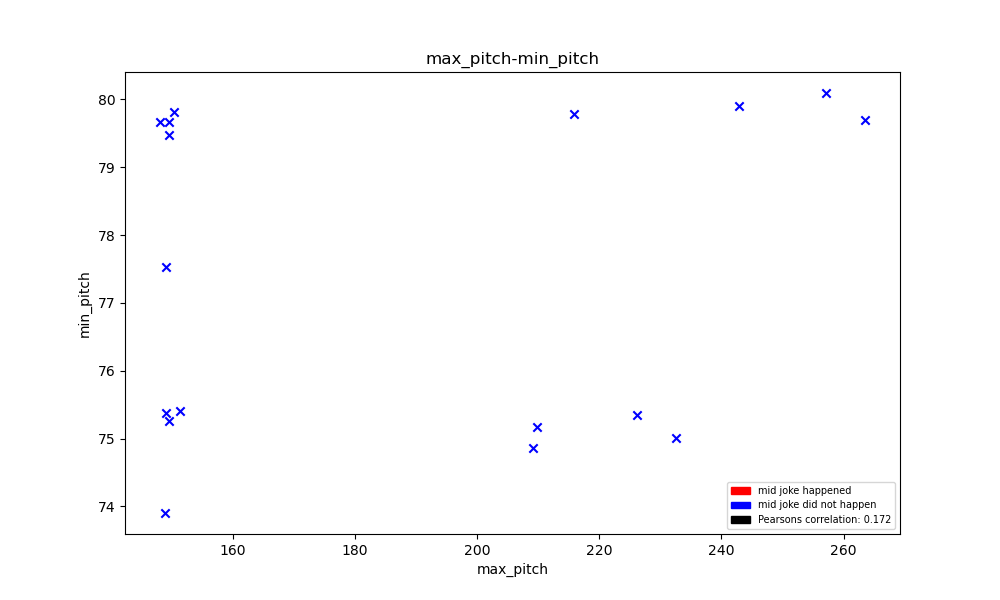 max_pitch-min_pitch
80
79
78
77
76
75
74
min_pitch
160
180
200
220
240
260
max_pitch
mid joke happened
mid joke did not happen
Pearsons correlation: 0.172